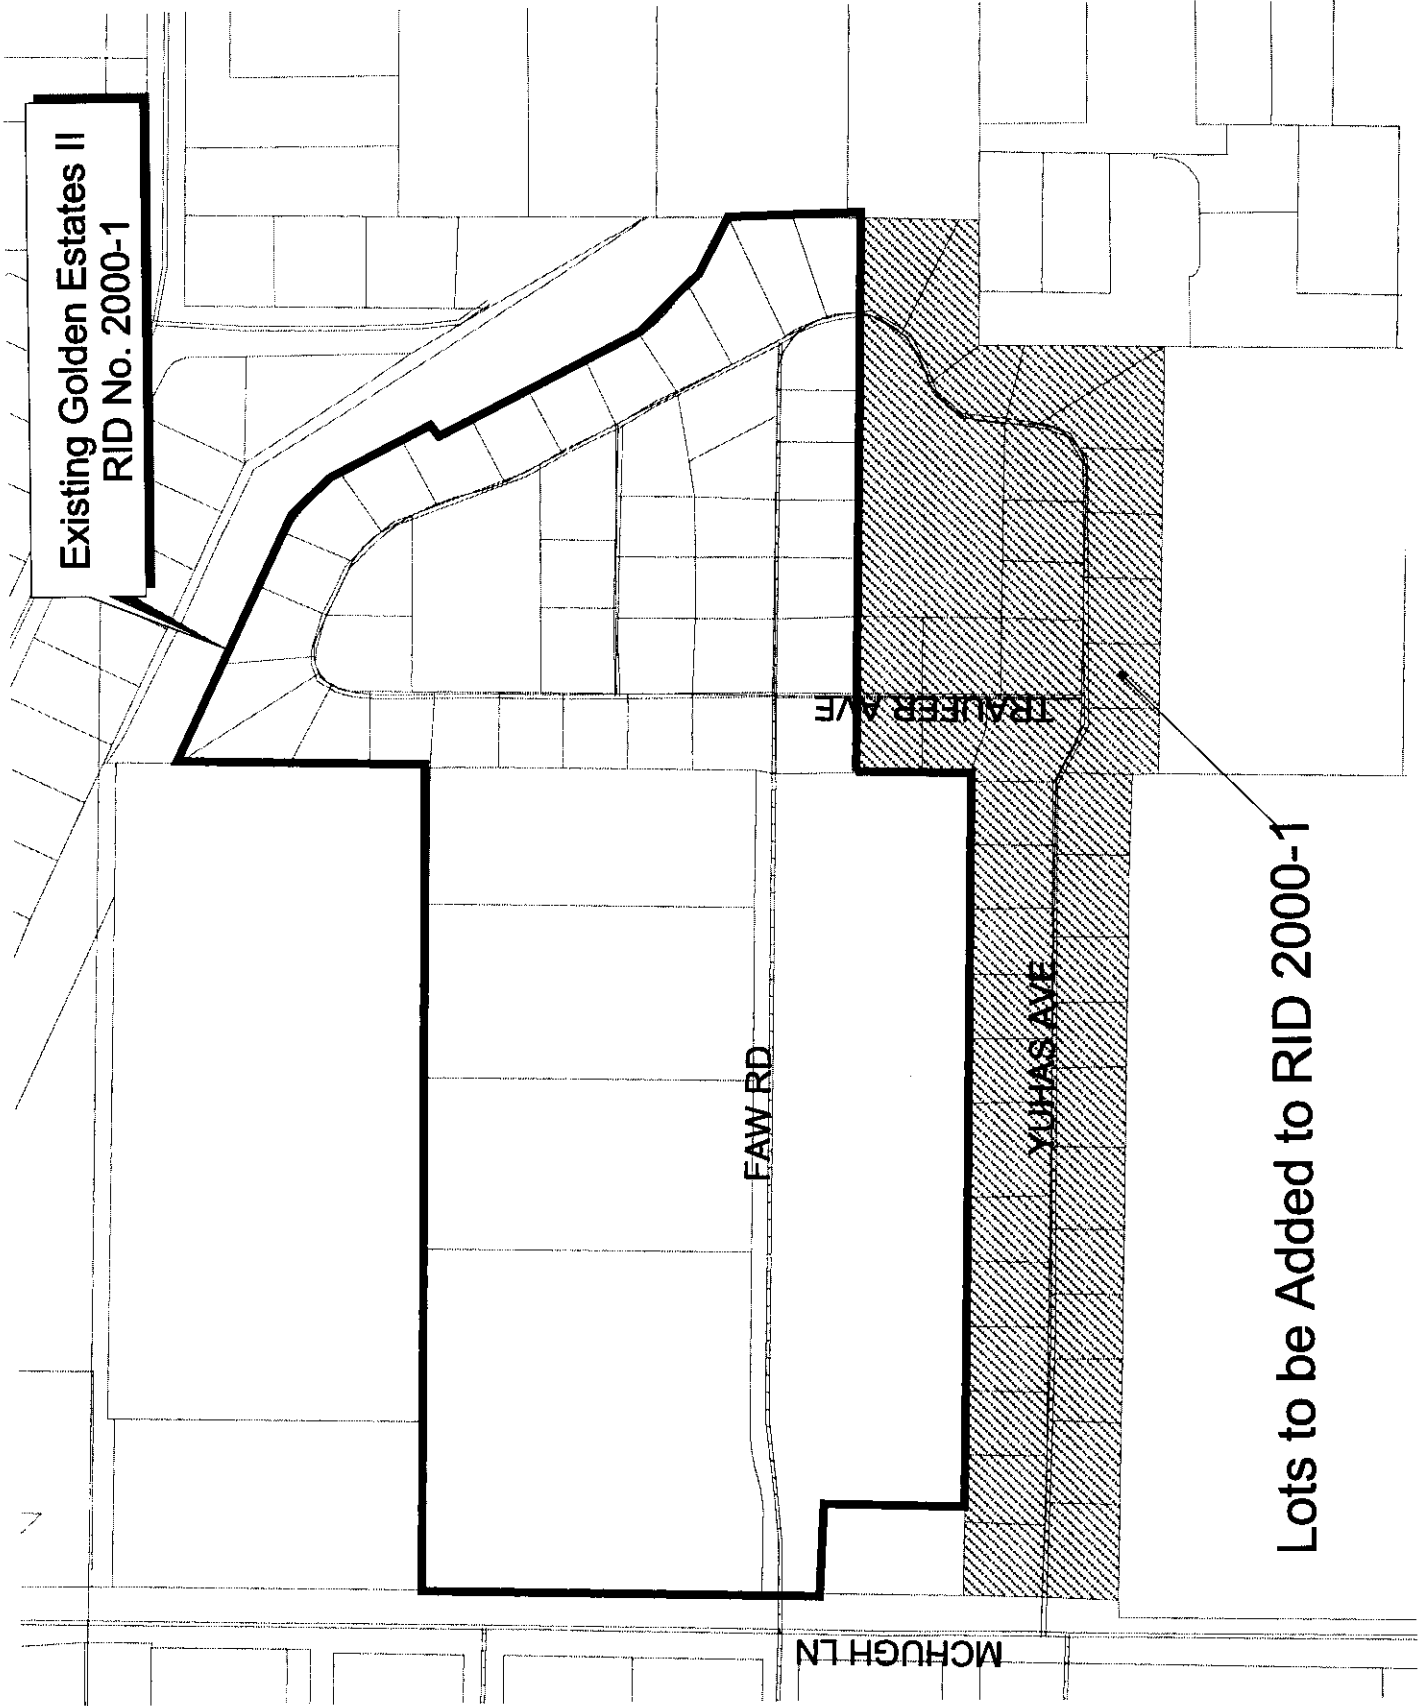 Existing Golden Estates II
RID No. 2000-1
TRAUFER AVE
FAW RD
YUHAS AVE
MCHUGH LN
Lots to be Added to RID 2000-1